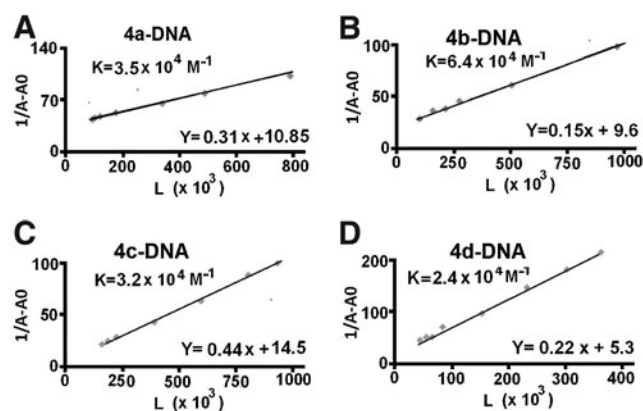 A
4a-DNA
140
70
0
1/A-A0
K=3.5 x 10⁴ M⁻¹
Y= 0.31x +10.85
0 200 400 600 800
L (x 10³)
B
4b-DNA
100
50
0
1/A-A0
K=6.4 x 10⁴ M⁻¹
Y=0.15x + 9.6
0 250 500 750 1000
L (x 10³)
C
4c-DNA
100
50
0
1/A-A0
K=3.2 x 10⁴ M⁻¹
Y= 0.44x +14.5
0 250 500 750 1000
L (x 10³)
D
4d-DNA
200
100
0
1/A-A0
K=2.4 x 10⁴ M⁻¹
Y= 0.22 x + 5.3
0 100 200 300 400
L (x 10³)